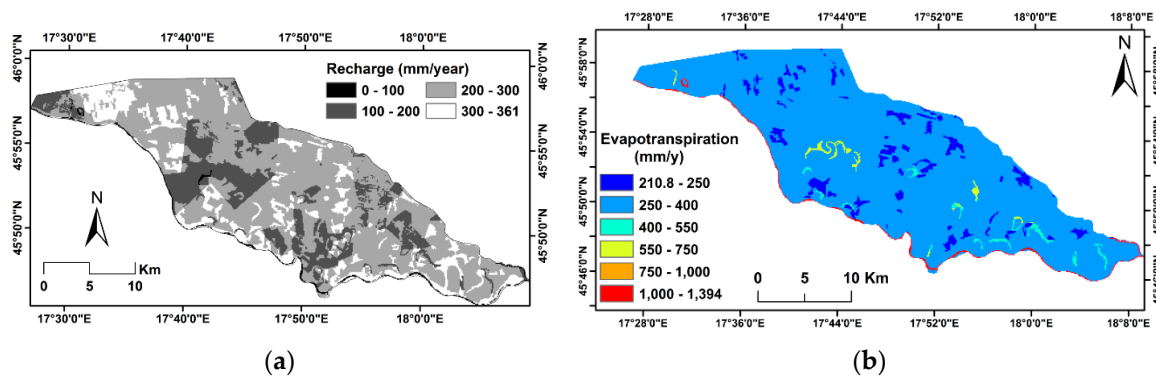 17°30'0"E 17°40'0"E 17°50'0"E 18°0'0"E
46°0'0"N
45°55'0"N
45°50'0"N
Recharge (mm/year)
0 - 100 200 - 300
100 - 200 300 - 361
N
0 5 10 Km
45°55'0"N
45°50'0"N
17°30'0"E 17°40'0"E 17°50'0"E 18°0'0"E
(a)
17°28'0"E 17°36'0"E 17°44'0"E 17°52'0"E 18°0'0"E 18°8'0"E
45°58'0"N
45°54'0"N
45°50'0"N
45°46'0"N
N
Evapotranspiration
(mm/y)
210.8 - 250
250 - 400
400 - 550
550 - 750
750 - 1,000
1,000 - 1,394
0 5 10 Km
17°28'0"E 17°36'0"E 17°44'0"E 17°52'0"E 18°0'0"E 18°8'0"E
(b)